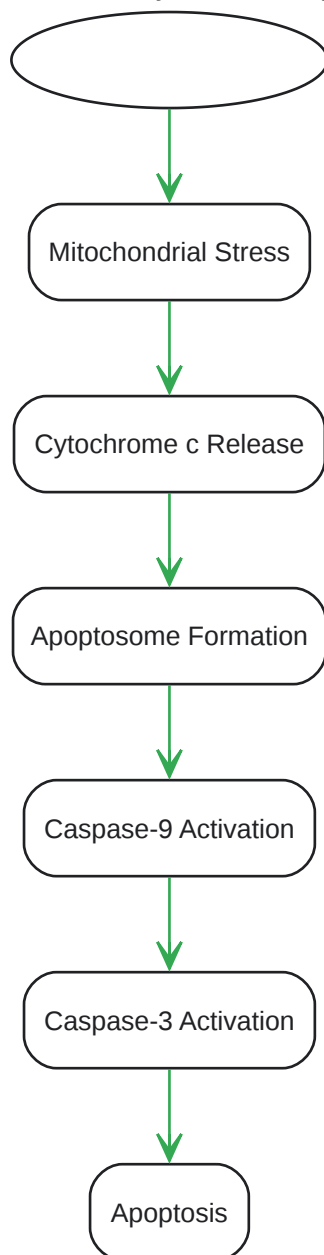 Mitochondrial Stress
Cytochrome c Release
Apoptosome Formation
Caspase-9 Activation
Caspase-3 Activation
Apoptosis